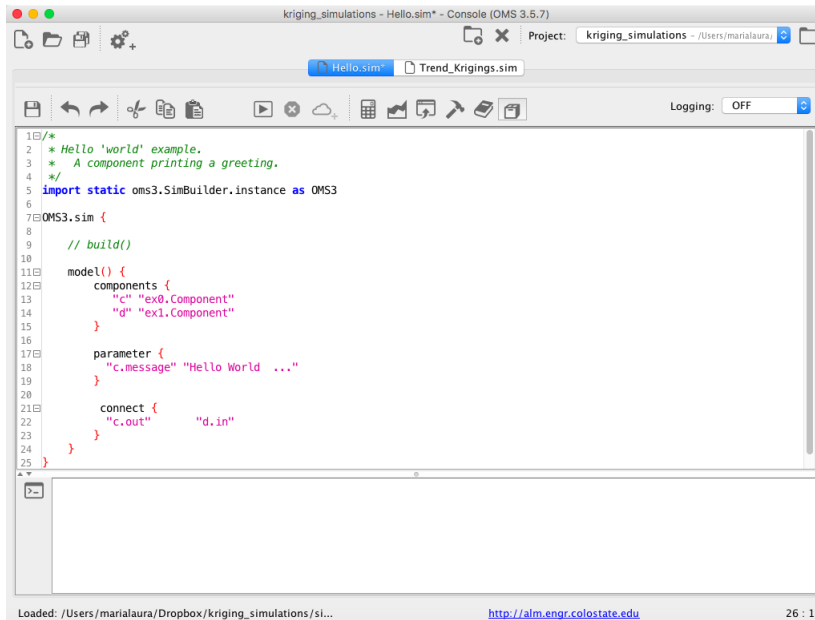 kriging_simulations - Hello.sim* - Console (OMS 3.5.7)
Project: kriging_simulations - /Users/marialaura/
Hello.sim* Trend_Krigings.sim
Logging: OFF
1 /*
2 * Hello 'world' example.
3 * A component printing a greeting.
4 */
5 import static oms3.SimBuilder.instance as OMS3
6
7 OMS3.sim {
8
9 // build()
10
11 model() {
12 components {
13 "c" "ex0.Component"
14 "d" "ex1.Component"
15 }
16
17 parameter {
18 "c.message" "Hello World ..."
19 }
20
21 connect {
22 "c.out" "d.in"
23 }
24 }
25 }
Loaded: /Users/marialaura/Dropbox/kriging_simulations/si... http://alm.engr.colostate.edu 26 : 1